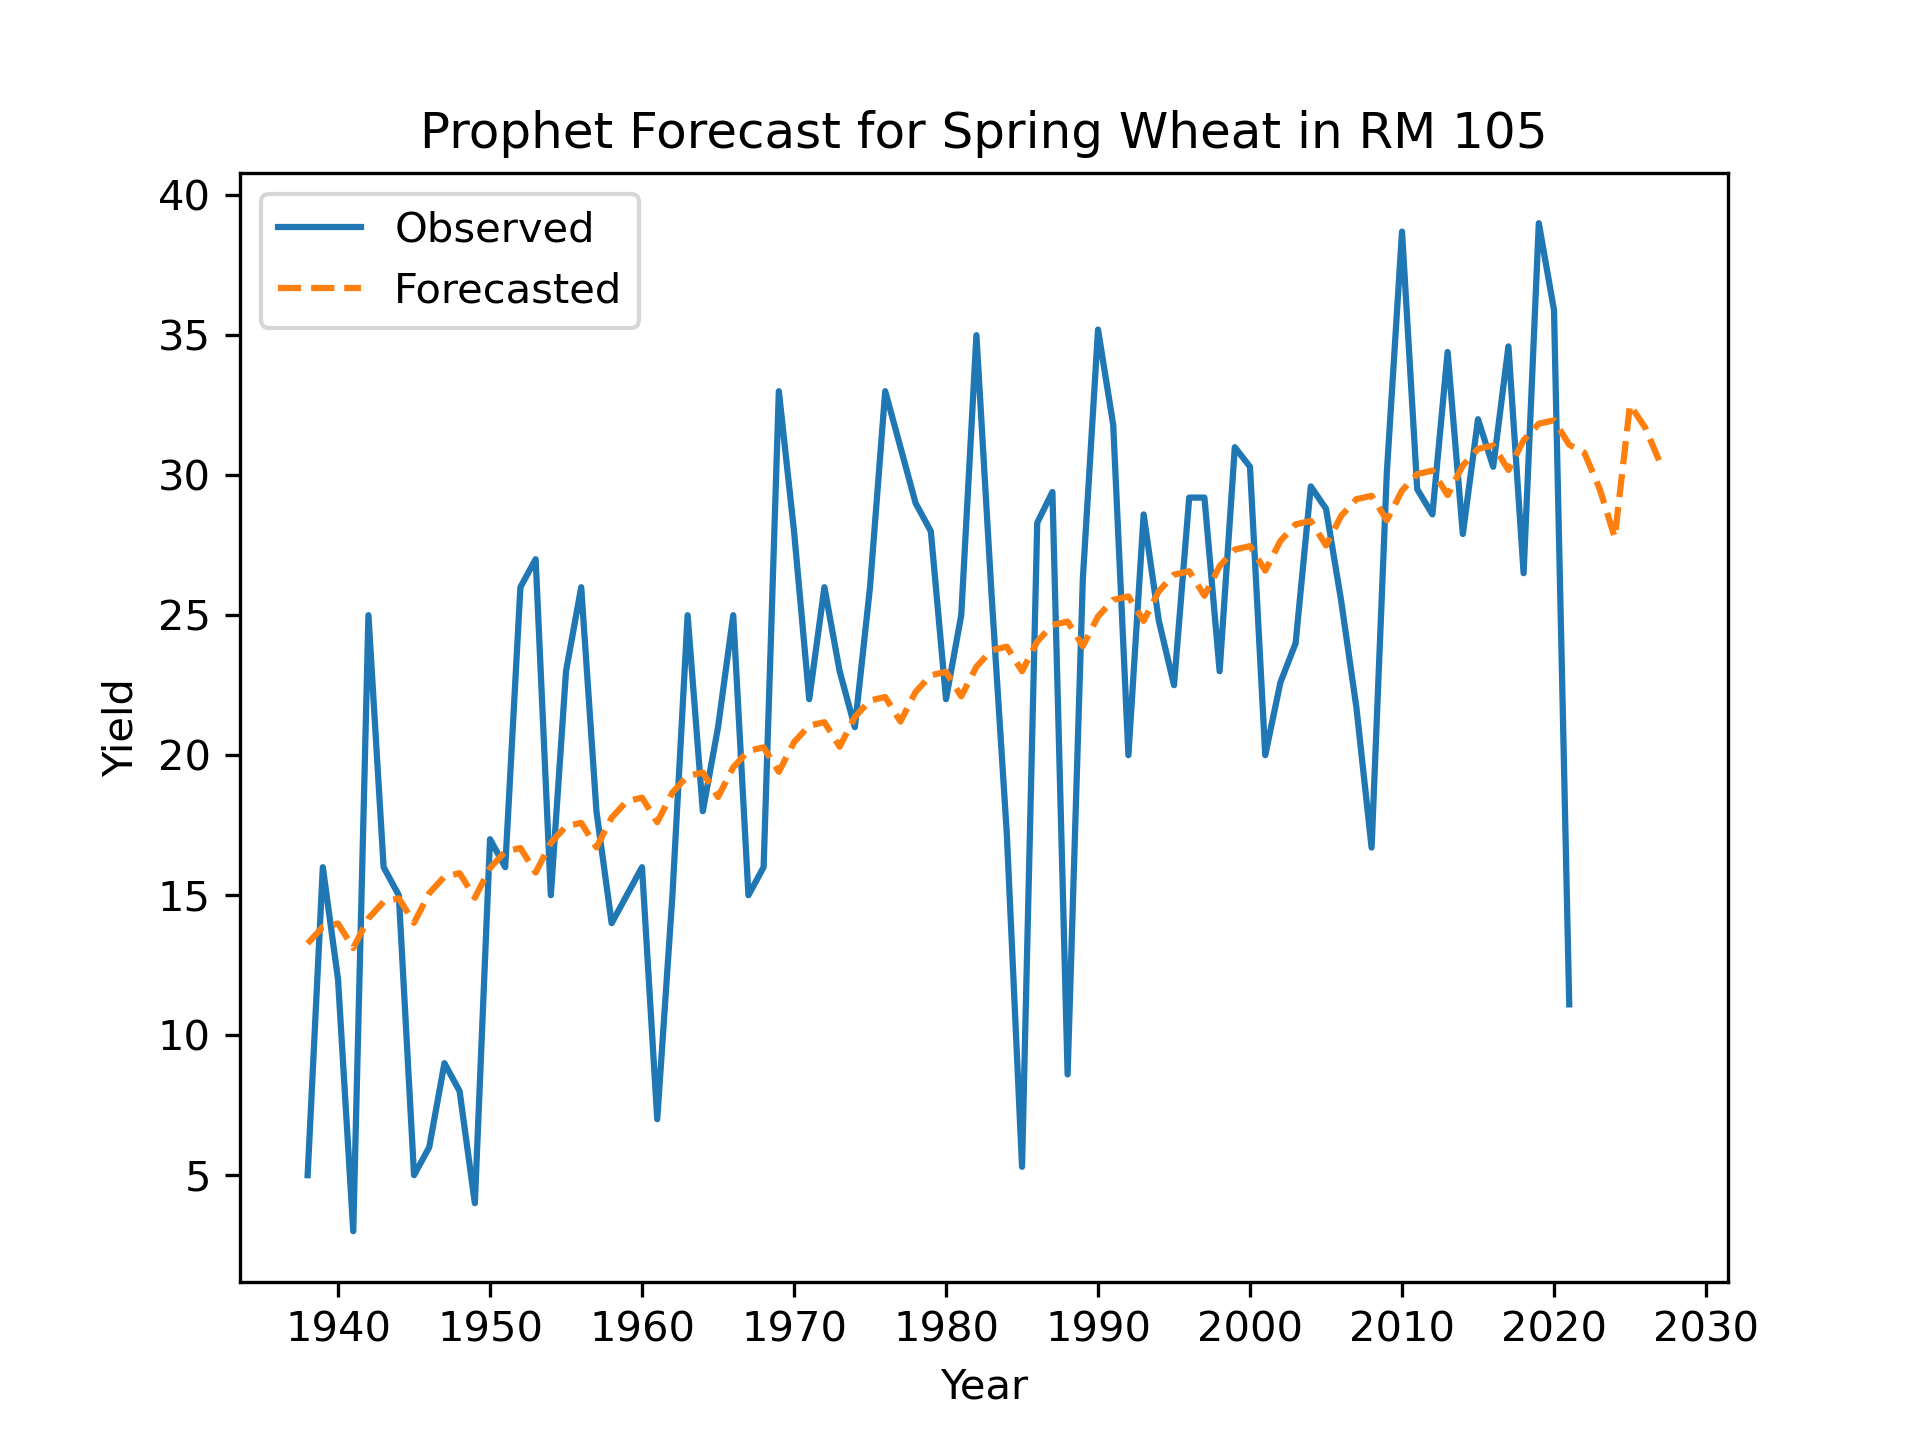 Prophet Forecast for Spring Wheat in RM 105
40
35
30
25
20
15
10
5
Yield
Observed
Forecasted
1940 1950 1960 1970 1980 1990 2000 2010 2020 2030
Year